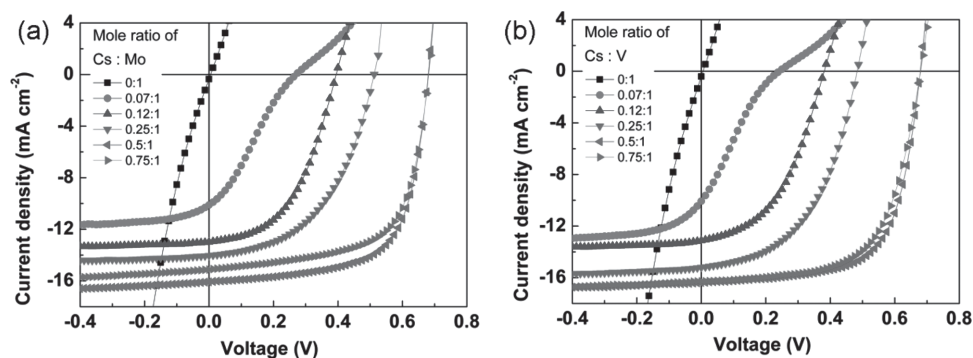 (a)
Current density (mA cm⁻²)
4
0
-4
-8
-12
-16
Mole ratio of
Cs : Mo
0:1
0.07:1
0.12:1
0.25:1
0.5:1
0.75:1
-0.4 -0.2 0.0 0.2 0.4 0.6 0.8
Voltage (V)
(b)
Current density (mA cm⁻²)
4
0
-4
-8
-12
-16
Mole ratio of
Cs : V
0:1
0.07:1
0.12:1
0.25:1
0.5:1
0.75:1
-0.4 -0.2 0.0 0.2 0.4 0.6 0.8
Voltage (V)